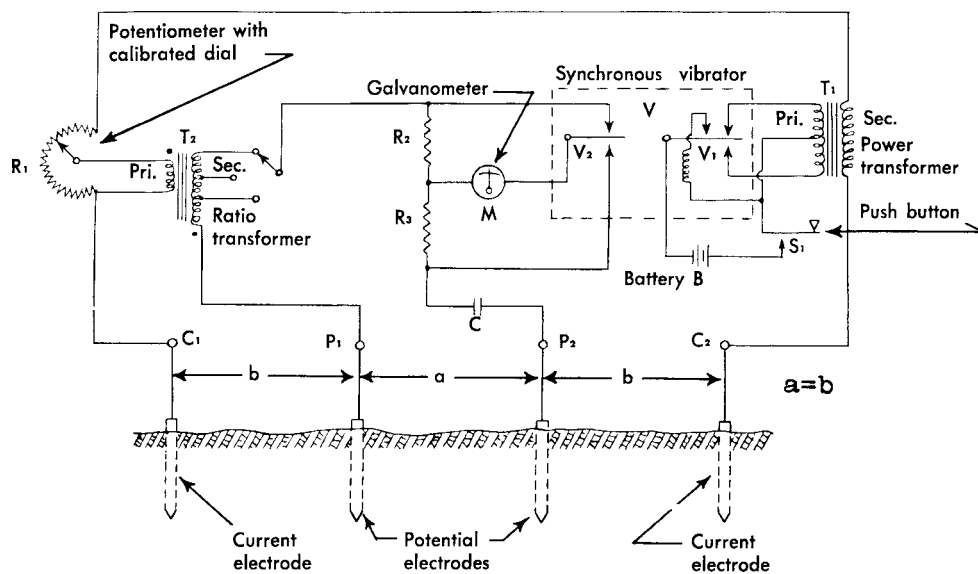 Potentiometer with
calibrated dial
Galvanometer
Synchronous vibrator
T1
R1
T2
Pri.
Sec.
Ratio
transformer
R2
R3
M
V
V2
V1
Pri.
Sec.
Power
transformer
Push button
S1
Battery B
C
C1
P1
P2
C2
b
a
b
a=b
Current
electrode
Potential
electrodes
Current
electrode